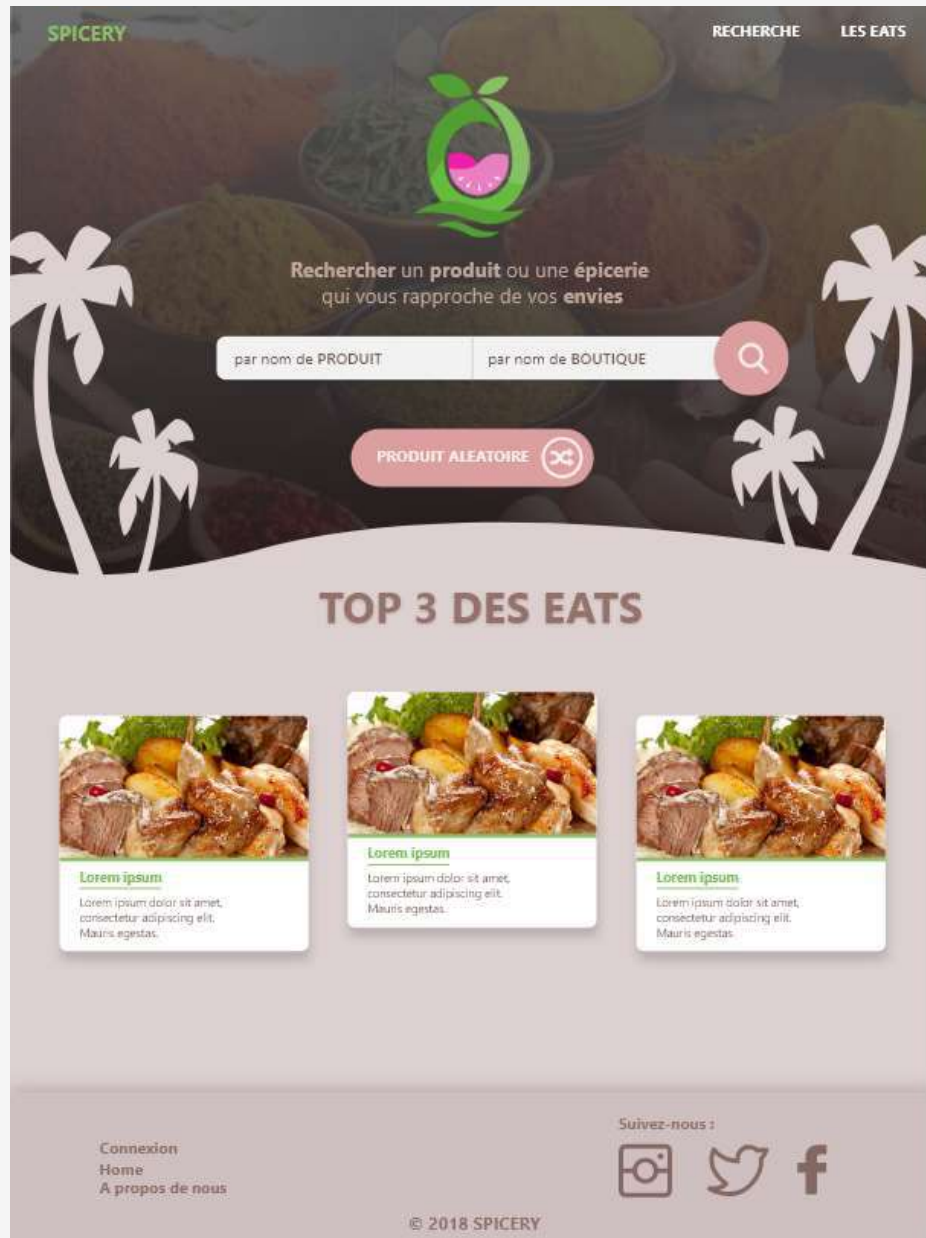 SPICERY
RECHERCHE
LES EATS
Rechercher un produit ou une épicerie
qui vous rapproche de vos envies
par nom de PRODUIT
par nom de BOUTIQUE
PRODUIT ALEATOIRE
TOP 3 DES EATS
Lorem ipsum
Lorem ipsum dolor sit amet,
consectetur adipiscing elit.
Mauris egestas.
Lorem ipsum
Lorem ipsum dolor sit amet,
consectetur adipiscing elit.
Mauris egestas.
Lorem ipsum
Lorem ipsum dolor sit amet,
consectetur adipiscing elit.
Mauris egestas
Connexion
Home
A propos de nous
Suivez-nous :
© 2018 SPICERY